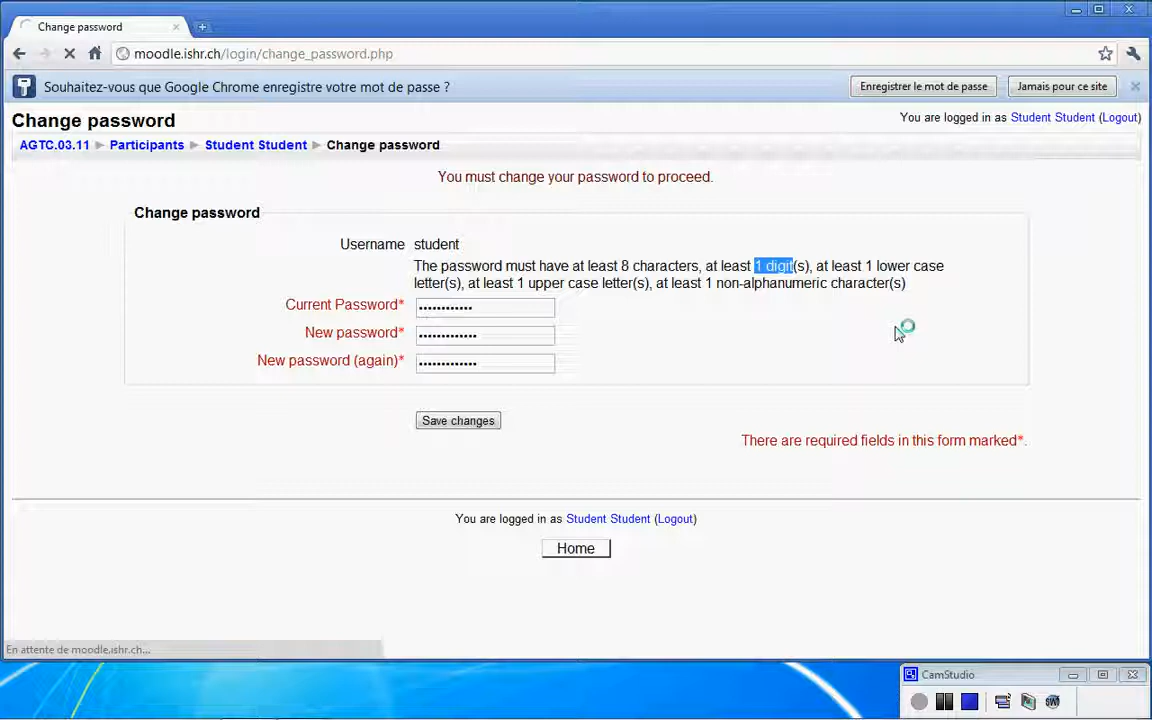 Change password
moodle.ishr.ch/login/change_password.php
Souhaitez-vous que Google Chrome enregistre votre mot de passe ?
Enregistrer le mot de passe
Jamais pour ce site
Change password
You are logged in as Student Student (Logout)
AGTC.03.11 ► Participants ► Student Student ► Change password
You must change your password to proceed.
Change password
Username student
The password must have at least 8 characters, at least 1 digit(s), at least 1 lower case
letter(s), at least 1 upper case letter(s), at least 1 non-alphanumeric character(s)
Current Password* ••••••••••••
New password* •••••••••••••
New password (again)* •••••••••••••
Save changes
There are required fields in this form marked*.
You are logged in as Student Student (Logout)
Home
En attente de moodle.ishr.ch...
CamStudio
SWF